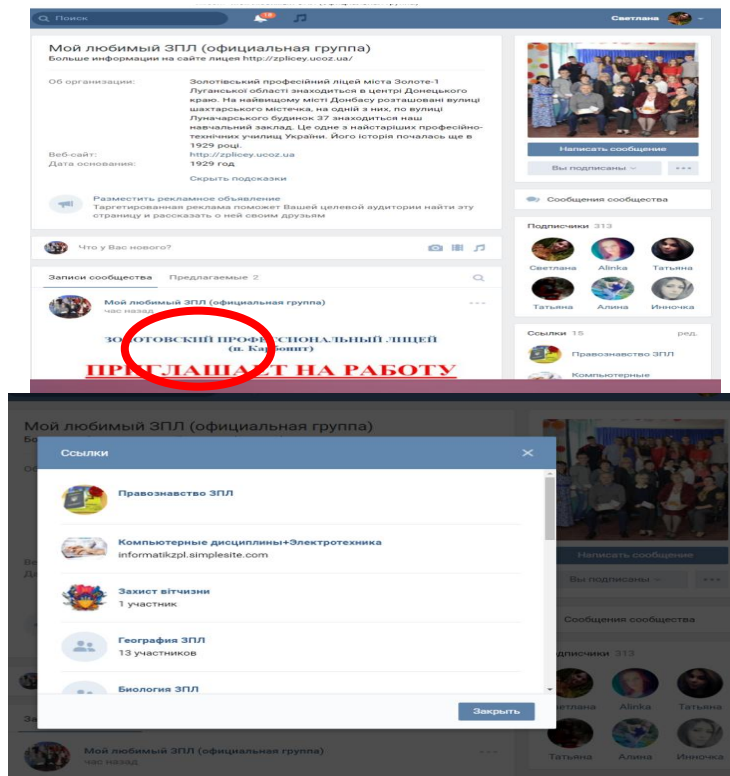 Поиск
18
Светлана
Мой любимый ЗПЛ (официальная группа)
Больше информации на сайте лицея http://zplicey.ucoz.ua/
Об организации:
Золотівський професійний ліцей міста Золоте-1
Луганської області знаходиться в центрі Донецького
краю. На найвищому місті Донбасу розташовані вулиці
шахтарського містечка, на одній з них, по вулиці
Луначарського будинок 37 знаходиться наш
навчальний заклад. Це одне з найстаріших професійно-
технічних училищ України. Його історія почалась ще в
1929 році.
Веб-сайт:
http://zplicey.ucoz.ua
Дата основания:
1929 год
Скрыть подсказки
Разместить рекламное объявление
Таргетированная реклама поможет Вашей целевой аудитории найти эту
страницу и рассказать о ней своим друзьям
Что у Вас нового?
Записи сообщества Предлагаемые 2
Мой любимый ЗПЛ (официальная группа)
час назад
ЗОЛОТОВСКИЙ ПРОФЕССИОНАЛЬНЫЙ ЛИЦЕЙ
(п. Карбонит)
ПРИГЛАШАЕТ НА РАБОТУ
Написать сообщение
Вы подписаны
Сообщения сообщества
Подписчики 313
Светлана Alinka Татьяна
Татьяна Алина Инночка
Ссылки 15 ред.
Правознавство ЗПЛ
Компьютерные
Мой любимый ЗПЛ (официальная группа)
Ссылки
Правознавство ЗПЛ
Компьютерные дисциплины+Электротехника
informatikzpl.simplesite.com
Захист вітчизни
1 участник
География ЗПЛ
13 участников
Биология ЗПЛ
Закрыть
Мой любимый ЗПЛ (официальная группа)
час назад
Написать сообщение
Вы подписаны
Сообщения сообщества
313
Alinka Татьяна
Татьяна Алина Инночка